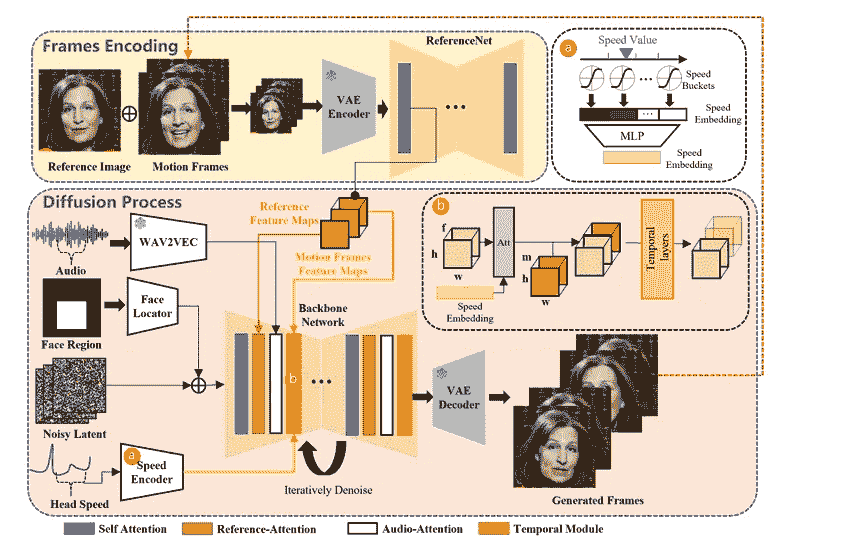 Frames Encoding
ReferenceNet
VAE
Encoder
Reference Image
Motion Frames
a
Speed Value
Speed
Buckets
Speed
Embedding
MLP
Speed
Embedding
Diffusion Process
WAV2VEC
Audio
Reference
Feature Maps
Motion Frames
Feature Maps
b
f
h
w
Att
m
h
w
Temporal
layers
Speed
Embedding
Face
Locator
Face Region
Backbone
Network
b
VAE
Decoder
Noisy Latent
a
Speed
Encoder
Head Speed
Iteratively Denoise
Generated Frames
Self Attention
Reference-Attention
Audio-Attention
Temporal Module